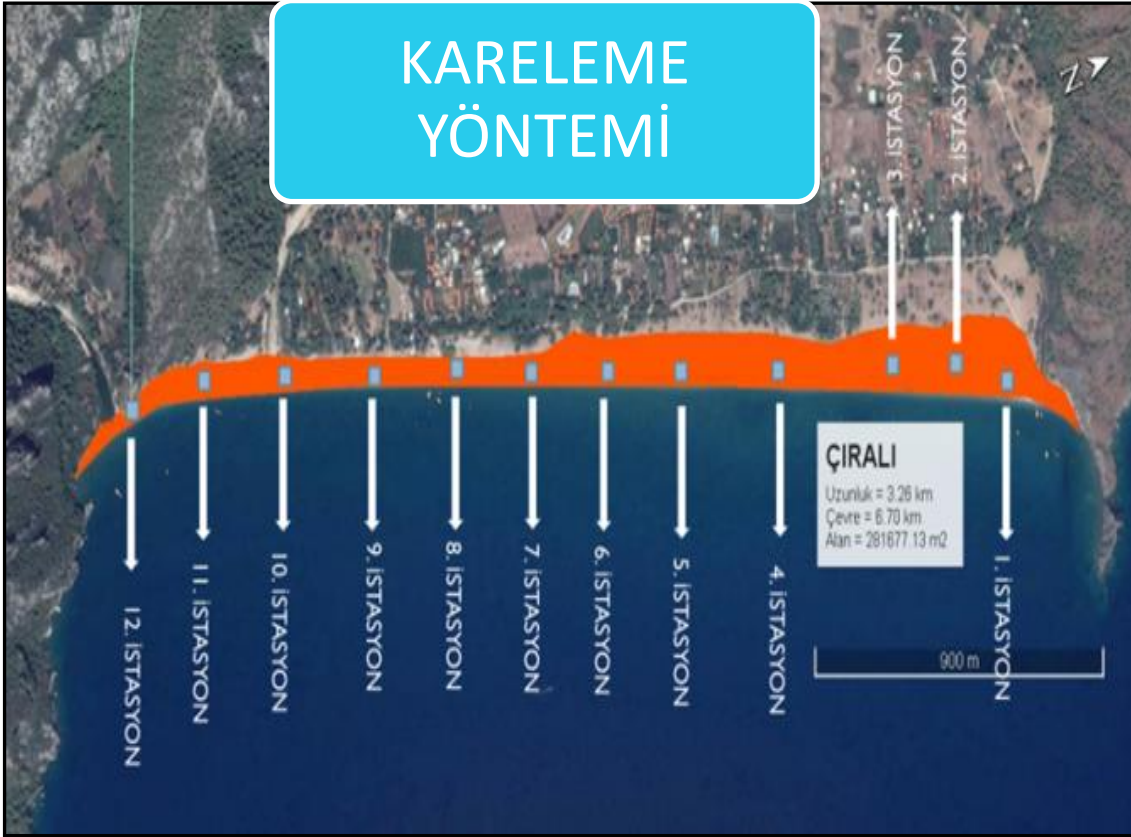 KARELEME
YÖNTEMİ
N
3. İSTASYON
2. İSTASYON
ÇIRALI
Uzunluk = 3.26 km
Çevre = 6.70 km
Alan = 281677.13 m2
12. İSTASYON
11. İSTASYON
10. İSTASYON
9. İSTASYON
8. İSTASYON
7. İSTASYON
6. İSTASYON
5. İSTASYON
4. İSTASYON
1. İSTASYON
900 m